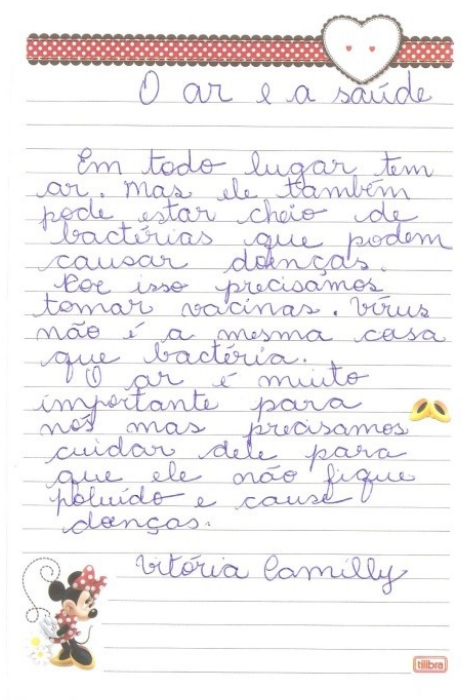 O ar e a saúde
Em todo lugar tem
ar. Mas ele também
pode estar cheio de
bactérias que podem
causar doenças.
Por isso precisamos
tomar vacinas. Vírus
não é a mesma casa
que bactéria.
O ar é muito
importante para
nós mas precisamos
cuidar dele para
que ele não fique
poluído e cause
doenças.
Vitória Camilly
tilibra